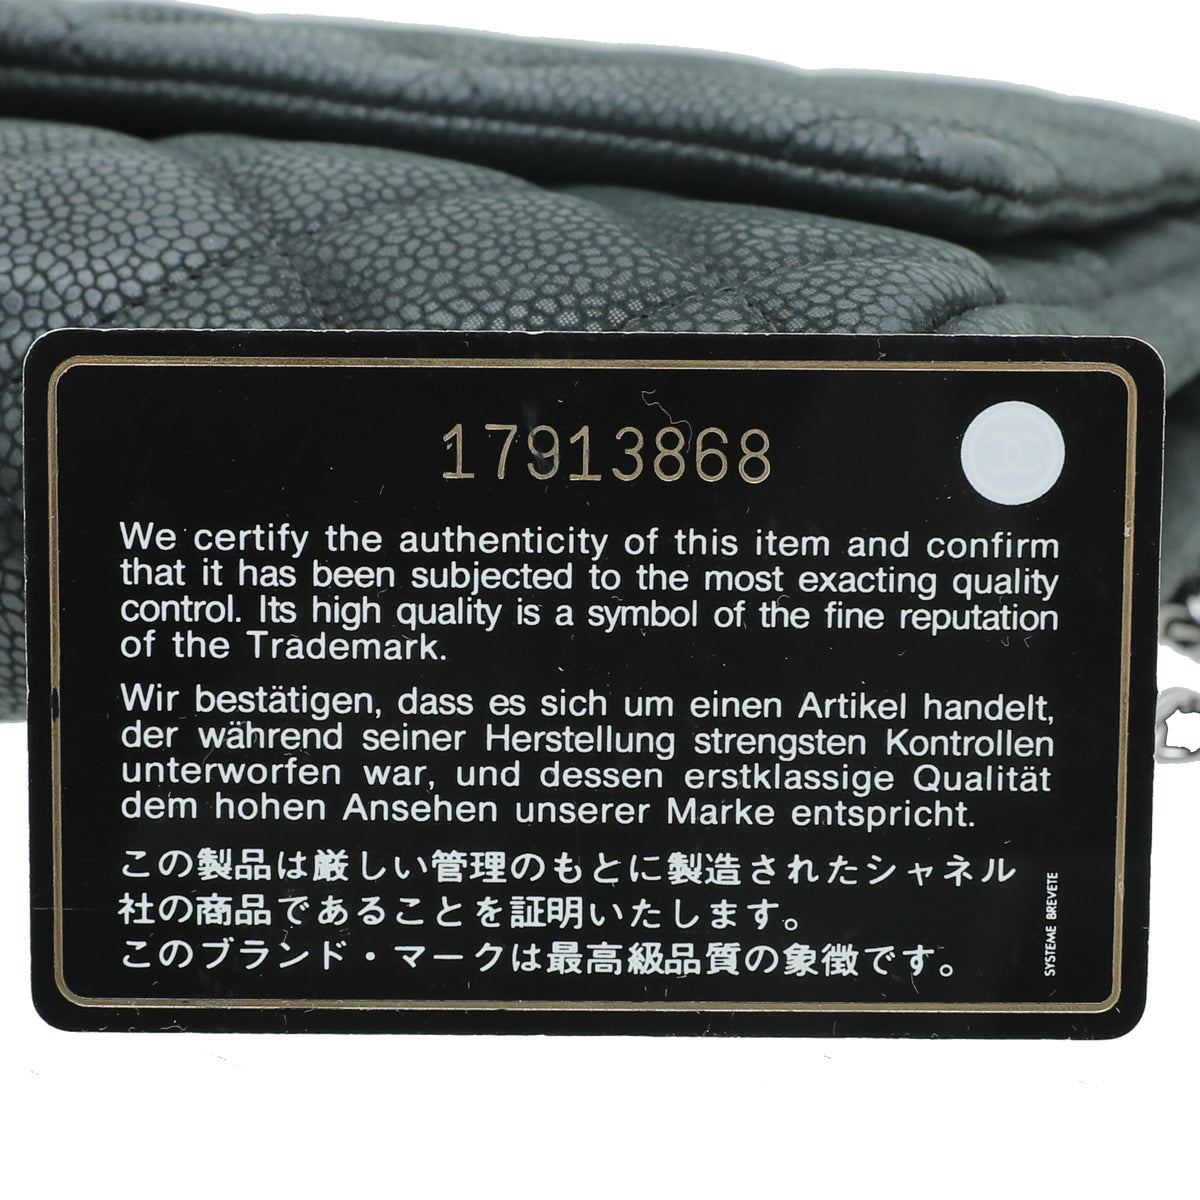 17913868
We certify the authenticity of this item and confirm
that it has been subjected to the most exacting quality
control. Its high quality is a symbol of the fine reputation
of the Trademark.
Wir bestätigen, dass es sich um einen Artikel handelt,
der während seiner Herstellung strengsten Kontrollen
unterworfen war, und dessen erstklassige Qualität
dem hohen Ansehen unserer Marke entspricht.
この製品は厳しい管理のもとに製造されたシャネル
社の商品であることを証明いたします。
このブランド・マークは最高級品質の象徴です。
SYSTEME BREVETE